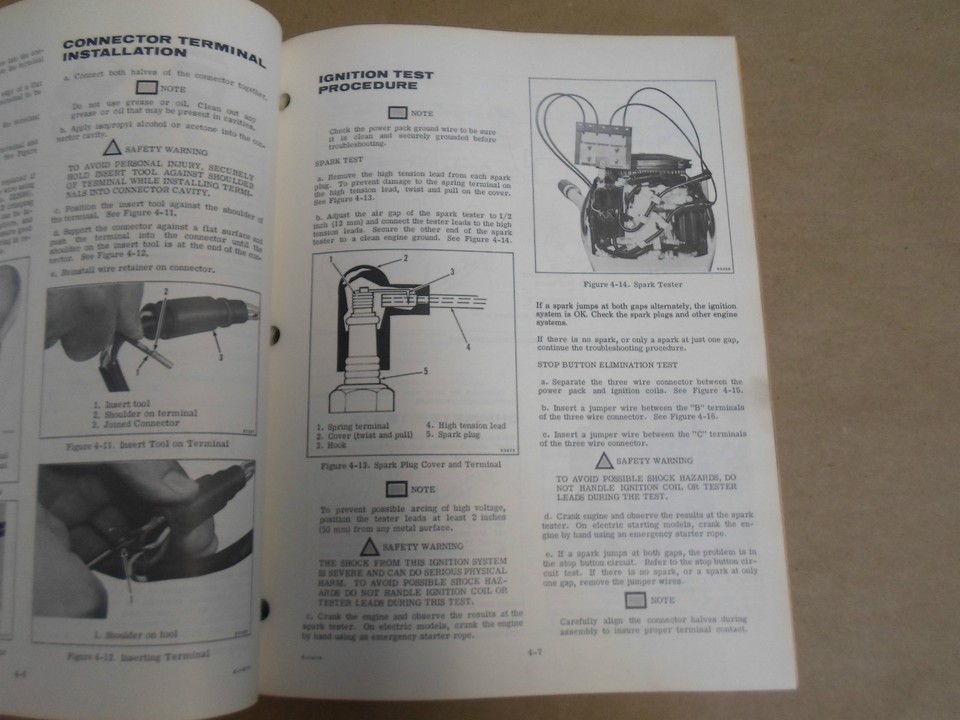 CONNECTOR TERMINAL
INSTALLATION
a. Connect both halves of the connector together.
NOTE
Do not use grease or oil. Clean out any
grease or oil that may be present in cavities.
b. Apply isopropyl alcohol or acetone into the con-
nector cavity.
SAFETY WARNING
TO AVOID PERSONAL INJURY, SECURELY
HOLD INSERT TOOL AGAINST SHOULDER
OF TERMINAL WHILE INSTALLING TERMI-
NALS INTO CONNECTOR CAVITY.
c. Position the insert tool against the shoulder of
the terminal. See Figure 4-11.
d. Support the connector against a flat surface and
push the terminal into the connector until the
shoulder on the insert tool is at the end of the con-
nector. See Figure 4-12.
e. Reinstall wire retainer on connector.
2
1
3
1. Insert tool
2. Shoulder on terminal
3. Joined Connector
Figure 4-11. Insert Tool on Terminal
1
1. Shoulder on tool
Figure 4-12. Inserting Terminal
4-6
IGNITION TEST
PROCEDURE
NOTE
Check the power pack ground wire to be sure
it is clean and securely grounded before
troubleshooting.
SPARK TEST
a. Remove the high tension lead from each spark
plug. To prevent damage to the spring terminal on
the high tension lead, twist and pull on the cover.
See Figure 4-13.
b. Adjust the air gap of the spark tester to 1/2
inch (12 mm) and connect the tester leads to the high
tension leads. Secure the other end of the spark
tester to a clean engine ground. See Figure 4-14.
1
2
3
4
5
1. Spring terminal
2. Cover (twist and pull)
3. Hook
4. High tension lead
5. Spark plug
Figure 4-13. Spark Plug Cover and Terminal
NOTE
To prevent possible arcing of high voltage,
position the tester leads at least 2 inches
(50 mm) from any metal surface.
SAFETY WARNING
THE SHOCK FROM THIS IGNITION SYSTEM
IS SEVERE AND CAN DO SERIOUS PHYSICAL
HARM. TO AVOID POSSIBLE SHOCK HAZ-
ARDS DO NOT HANDLE IGNITION COIL OR
TESTER LEADS DURING THIS TEST.
c. Crank the engine and observe the results at the
spark tester. On electric models, crank the engine
by hand using an emergency starter rope.
Figure 4-14. Spark Tester
If a spark jumps at both gaps alternately, the ignition
system is OK. Check the spark plugs and other engine
systems.
If there is no spark, or only a spark at just one gap,
continue the troubleshooting procedure.
STOP BUTTON ELIMINATION TEST
a. Separate the three wire connector between the
power pack and ignition coils. See Figure 4-15.
b. Insert a jumper wire between the "B" terminals
of the three wire connector. See Figure 4-16.
c. Insert a jumper wire between the "C" terminals
of the three wire connector.
SAFETY WARNING
TO AVOID POSSIBLE SHOCK HAZARDS, DO
NOT HANDLE IGNITION COIL OR TESTER
LEADS DURING THE TEST.
d. Crank engine and observe the results at the spark
tester. On electric starting models, crank the en-
gine by hand using an emergency starter rope.
e. If a spark jumps at both gaps, the problem is in
the stop button circuit. Refer to the stop button cir-
cuit test. If there is no spark, or a spark at only
one gap, remove the jumper wires.
NOTE
Carefully align the connector halves during
assembly to insure proper terminal contact.
4-7